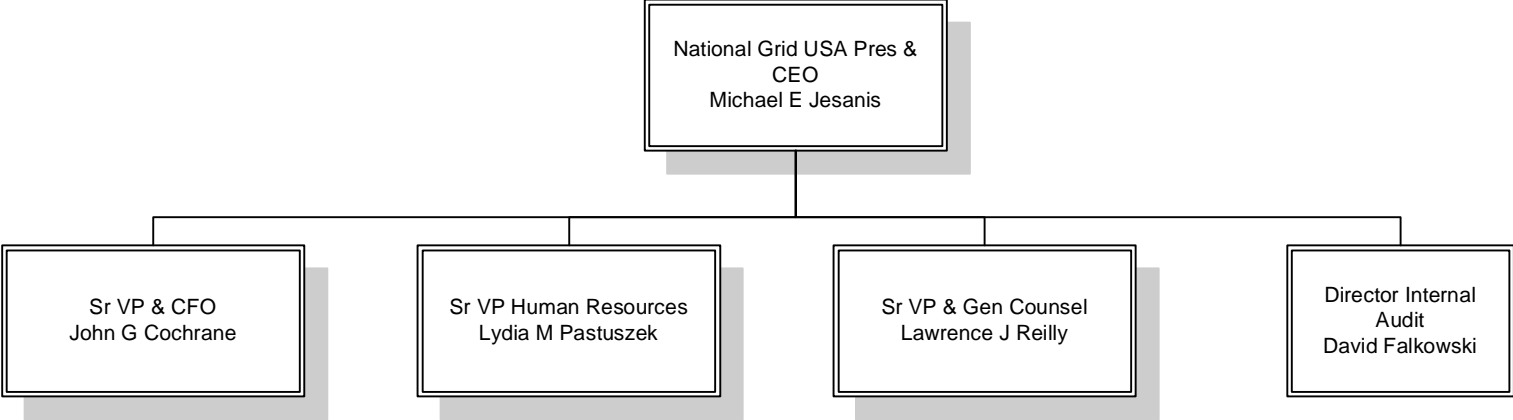 National Grid USA Pres &
CEO
Michael E Jesanis
Sr VP & CFO
John G Cochrane
Sr VP Human Resources
Lydia M Pastuszek
Sr VP & Gen Counsel
Lawrence J Reilly
Director Internal
Audit
David Falkowski